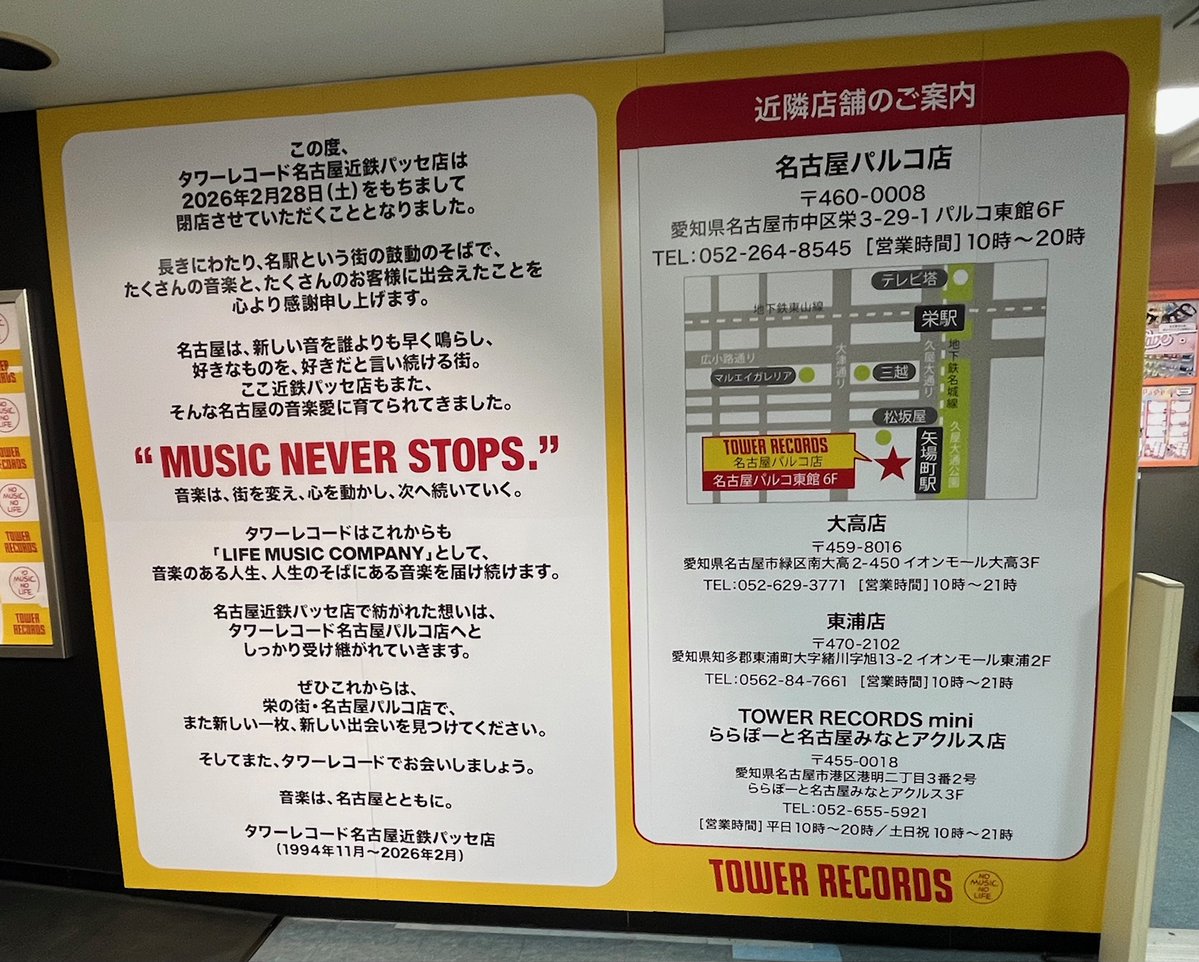 この度、
タワーレコード名古屋近鉄パッセ店は
2026年2月28日(土)をもちまして
閉店させていただくこととなりました。
長きにわたり、名駅という街の鼓動のそばで、
たくさんの音楽と、たくさんのお客様に出会えたことを
心より感謝申し上げます。
名古屋は、新しい音を誰よりも早く鳴らし、
好きなものを、好きだと言い続ける街。
ここ近鉄パッセ店もまた、
そんな名古屋の音楽愛に育てられてきました。
“MUSIC NEVER STOPS.”
音楽は、街を変え、心を動かし、次へ続いていく。
タワーレコードはこれからも
「LIFE MUSIC COMPANY」として、
音楽のある人生、人生のそばにある音楽を届け続けます。
名古屋近鉄パッセ店で紡がれた想いは、
タワーレコード名古屋パルコ店へと
しっかり受け継がれていきます。
ぜひこれからは、
栄の街・名古屋パルコ店で、
また新しい一枚、新しい出会いを見つけてください。
そしてまた、タワーレコードでお会いしましょう。
音楽は、名古屋とともに。
タワーレコード名古屋近鉄パッセ店
(1994年11月〜2026年2月)
近隣店舗のご案内
名古屋パルコ店
〒460-0008
愛知県名古屋市中区栄3-29-1 パルコ東館6F
TEL:052-264-8545 [営業時間]10時〜20時
テレビ塔
地下鉄東山線
栄駅
広小路通り
大津通り
久屋大通り
地下鉄名城線
マルエイガレリア
三越
松坂屋
久屋大通公園
矢場町駅
TOWER RECORDS
名古屋パルコ店
名古屋パルコ東館 6F
大高店
〒459-8016
愛知県名古屋市緑区南大高2-450 イオンモール大高3F
TEL:052-629-3771 [営業時間]10時〜21時
東浦店
〒470-2102
愛知県知多郡東浦町大字緒川字旭13-2 イオンモール東浦2F
TEL:0562-84-7661 [営業時間]10時〜21時
TOWER RECORDS mini
ららぽーと名古屋みなとアクルス店
〒455-0018
愛知県名古屋市港区港明二丁目3番2号
ららぽーと名古屋みなとアクルス3F
TEL:052-655-5921
[営業時間]平日10時〜20時/土日祝10時〜21時
TOWER RECORDS
NO MUSIC, NO LIFE.
TOWER RECORDS
NO MUSIC, NO LIFE.
TOWER RECORDS
NO MUSIC, NO LIFE.
TOWER RECORDS